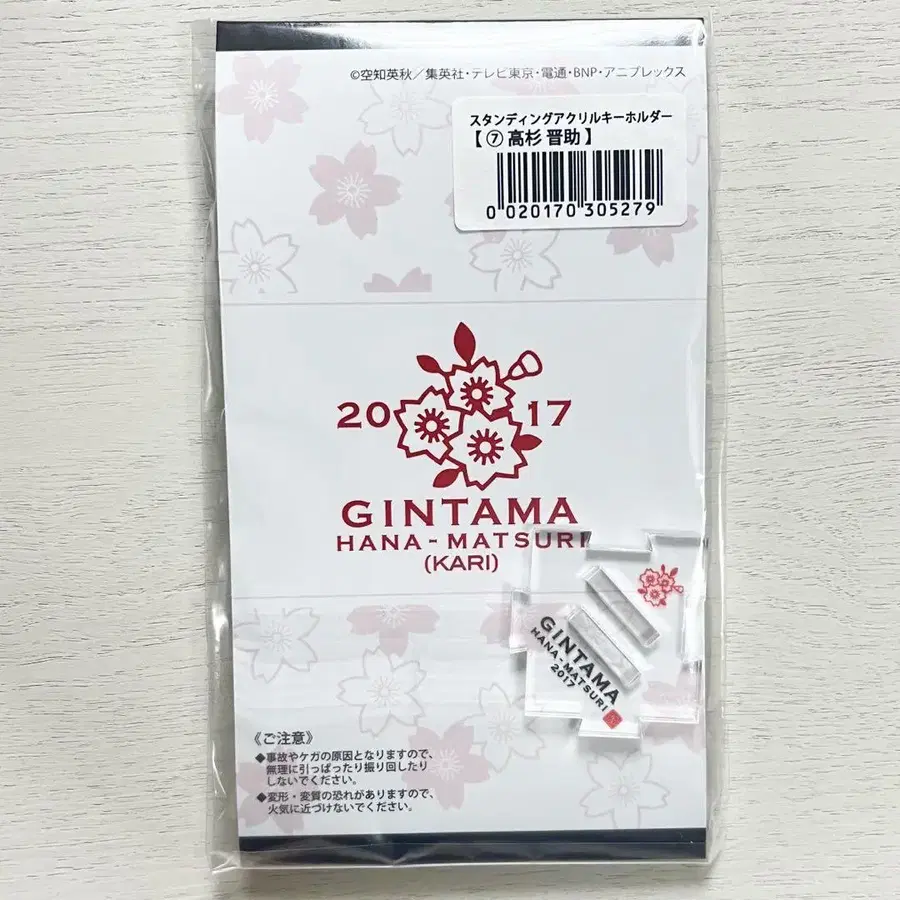 ©空知英秋／集英社・テレビ東京・電通・BNP・アニプレックス
スタンディングアクリルキーホルダー
【 ⑦ 高杉 晋助 】
0 020170 305279
20 17
GINTAMA
HANA-MATSURI
(KARI)
GINTAMA
HANA-MATSURI
2017
《ご注意》
◆事故やケガの原因となりますので、
無理に引っぱったり振り回したり
しないでください。
◆変形・変質の恐れがありますので、
火気に近づけないでください。